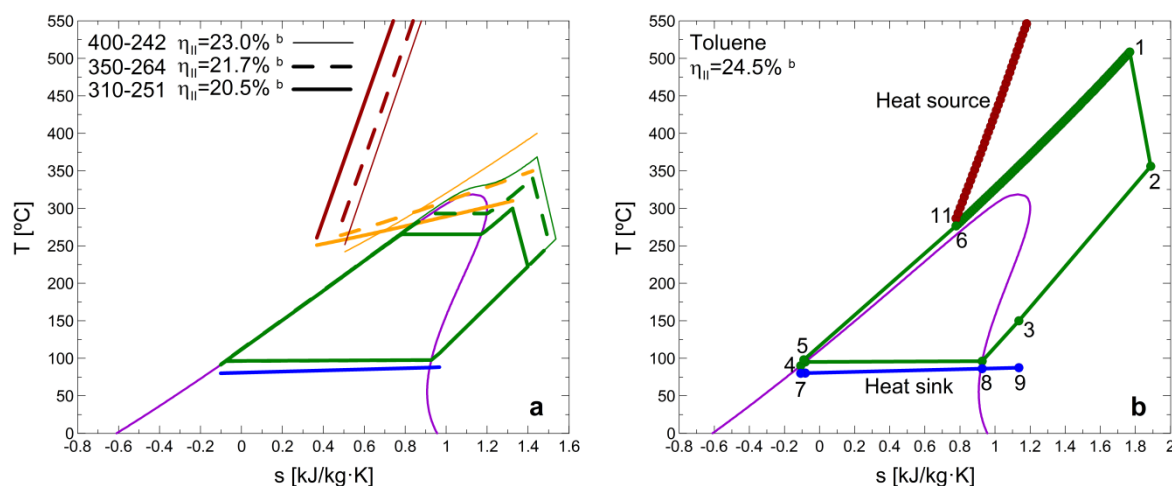 400-242 ηII=23.0% b
350-264 ηII=21.7% b
310-251 ηII=20.5% b
550
500
450
400
350
300
250
200
150
100
50
0
T [ºC]
-0.8 -0.6 -0.4 -0.2 0 0.2 0.4 0.6 0.8 1 1.2 1.4 1.6
s [kJ/kg·K]
a
Toluene
ηII=24.5% b
Heat source
1
2
11
6
3
5
4
7
8
9
Heat sink
b
550
500
450
400
350
300
250
200
150
100
50
0
T [ºC]
-0.8 -0.6 -0.4 -0.2 0 0.2 0.4 0.6 0.8 1 1.2 1.4 1.6 1.8 2
s [kJ/kg·K]